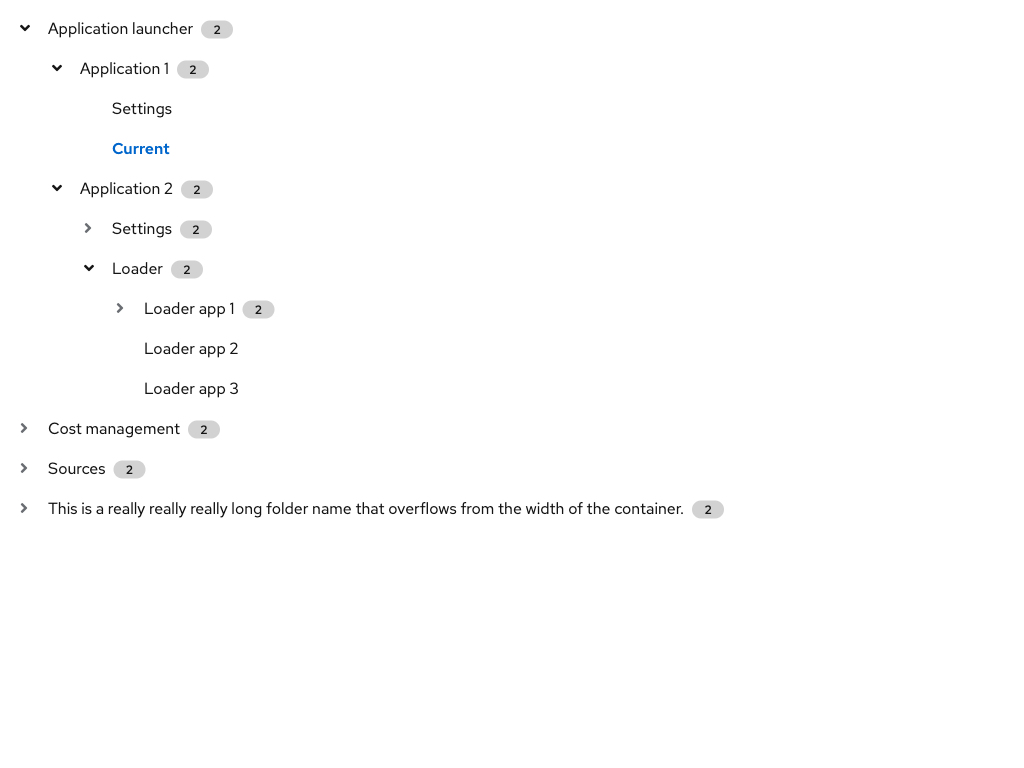 Application launcher 2
Application 1 2
Settings
Current
Application 2 2
Settings 2
Loader 2
Loader app 1 2
Loader app 2
Loader app 3
Cost management 2
Sources 2
This is a really really really long folder name that overflows from the width of the container. 2